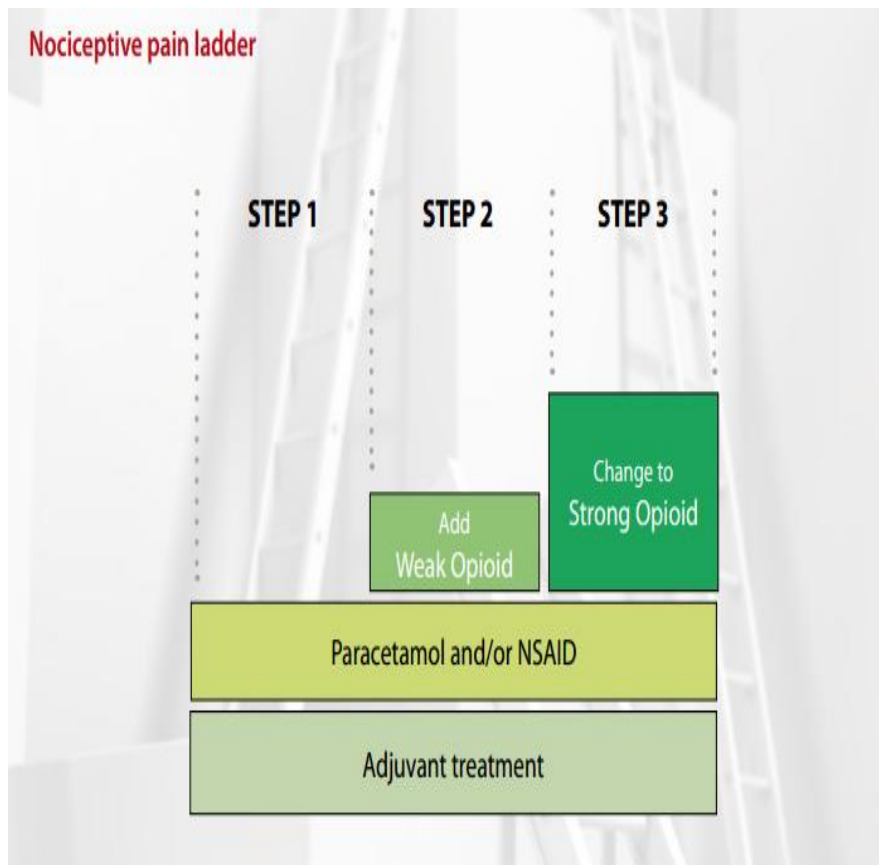 Nociceptive pain ladder
STEP 1
STEP 2
STEP 3
Change to
Strong Opioid
Add
Weak Opioid
Paracetamol and/or NSAID
Adjuvant treatment